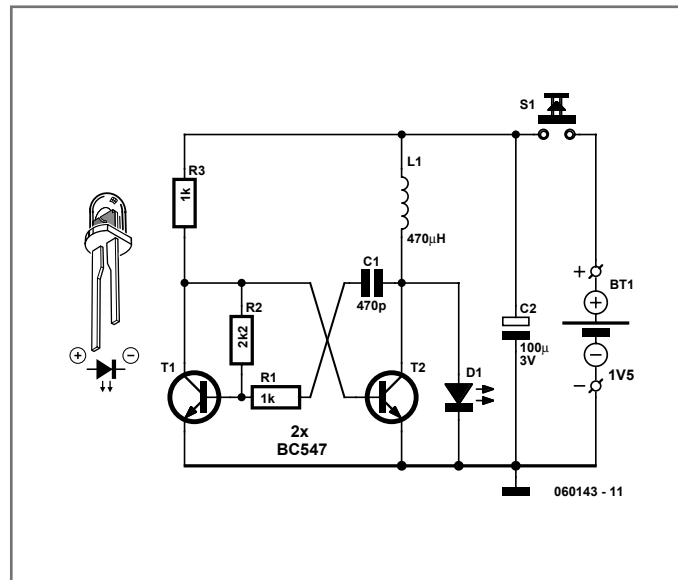 S1
L1
R3
1k
470µH
C1
470p
BT1
R2
2k2
C2
100µ
3V
T1
R1
1k
T2
D1
1V5
2x
BC547
060143 - 11